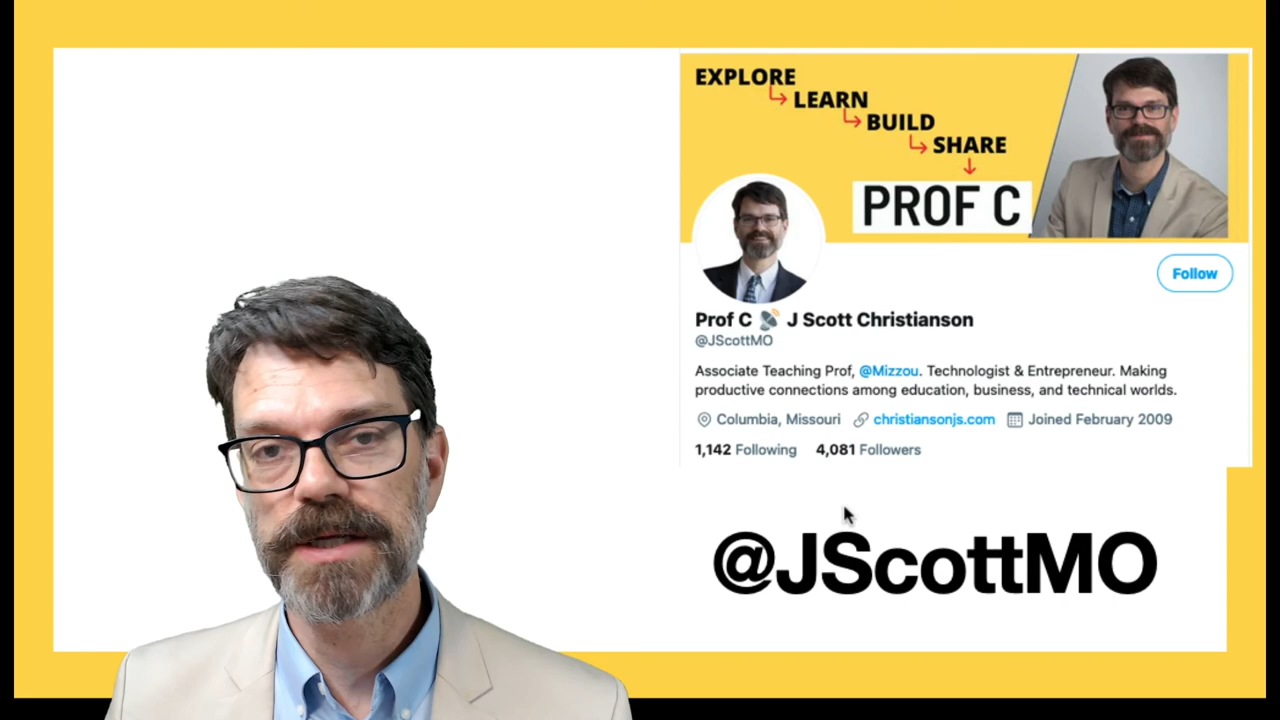 EXPLORE
LEARN
BUILD
SHARE
PROF C
Follow
Prof C 📡 J Scott Christianson
@JScottMO
Associate Teaching Prof, @Mizzou. Technologist & Entrepreneur. Making
productive connections among education, business, and technical worlds.
Columbia, Missouri christiansonjs.com Joined February 2009
1,142 Following 4,081 Followers
@JScottMO